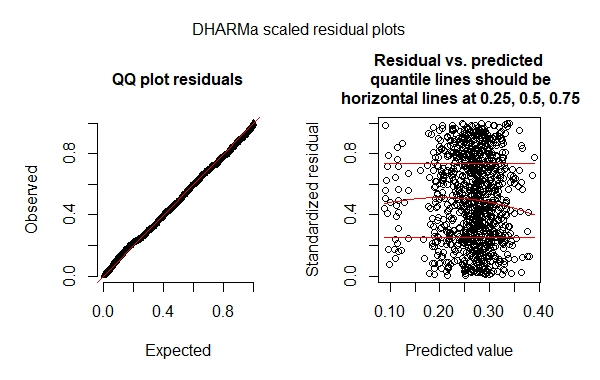 DHARMa scaled residual plots
QQ plot residuals
Observed
0.0
0.4
0.8
0.0
0.4
0.8
Expected
Residual vs. predicted
quantile lines should be
horizontal lines at 0.25, 0.5, 0.75
Standardized residual
0.0
0.4
0.8
0.10
0.20
0.30
0.40
Predicted value